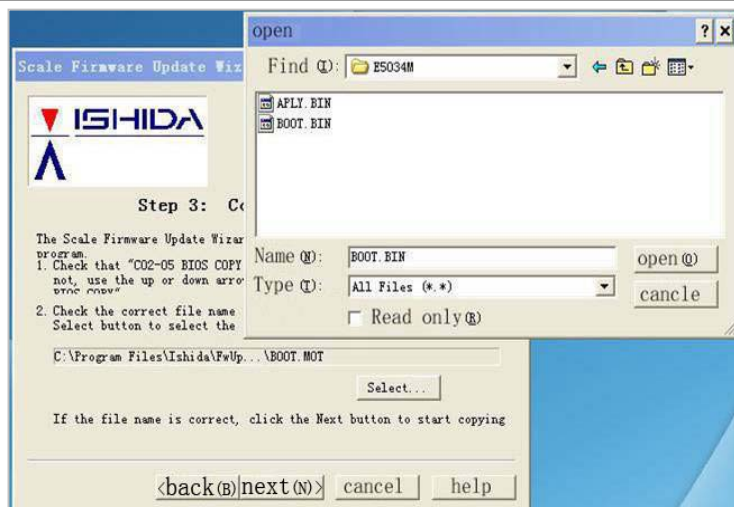 open
Find (I): E5034M
APLY.BIN
BOOT.BIN
Name (N): BOOT.BIN
open (O)
Type (T): All Files (*.*)
cancle
Read only (R)
Scale Firmware Update Wiz
ISHIDA
Step 3: Co
The Scale Firmware Update Wizar
program.
1. Check that "C02-05 BIOS COPY
not, use the up or down arrow
BIOS COPY"
2. Check the correct file name
Select button to select the
C:\Program Files\Ishida\FwUp...\BOOT.MOT
Select...
If the file name is correct, click the Next button to start copying
<back(B) next(N)> cancel help